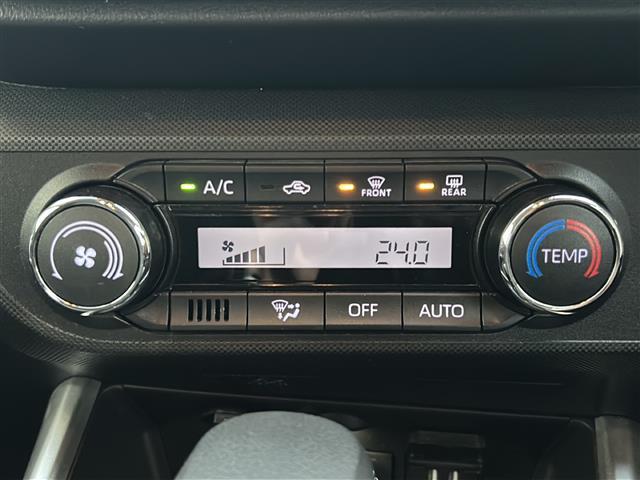 A/C
FRONT
REAR
24.0
TEMP
OFF
AUTO